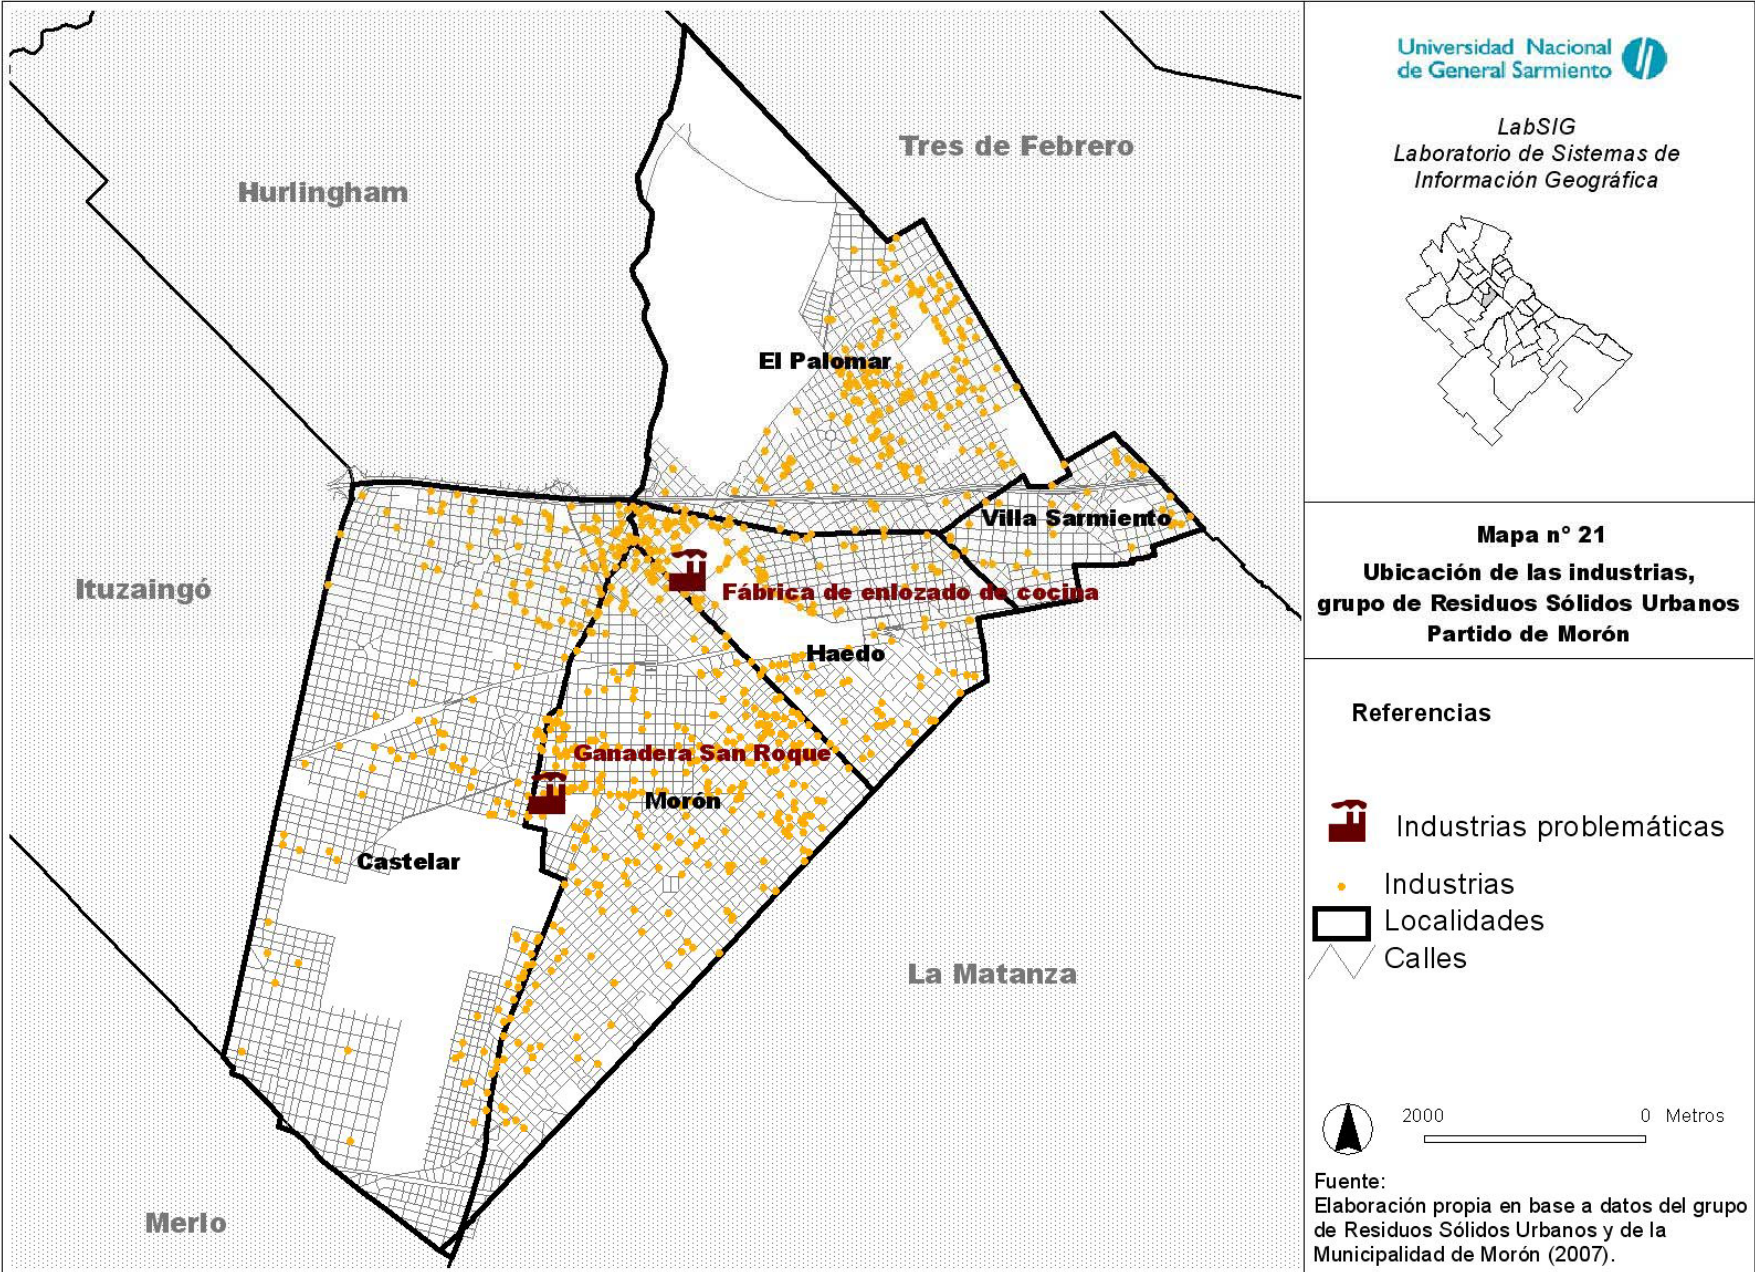 Hurlingham
Tres de Febrero
El Palomar
Villa Sarmiento
Ituzaingó
Fábrica de enlozado de cocina
Haedo
Ganadera San Roque
Morón
Castelar
La Matanza
Merlo
Universidad Nacional
de General Sarmiento
LabSIG
Laboratorio de Sistemas de
Información Geográfica
Mapa n° 21
Ubicación de las industrias,
grupo de Residuos Sólidos Urbanos
Partido de Morón
Referencias
Industrias problemáticas
Industrias
Localidades
Calles
2000 0 Metros
Fuente:
Elaboración propia en base a datos del grupo
de Residuos Sólidos Urbanos y de la
Municipalidad de Morón (2007).